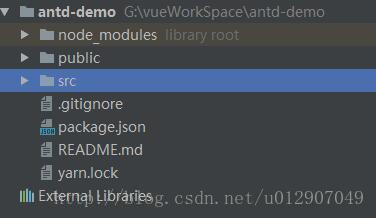 antd-demo G:\vueWorkSpace\antd-demo
node_modules library root
public
src
.gitignore
package.json
README.md
yarn.lock
External Libraries
http://blog.csdn.net/u012907049